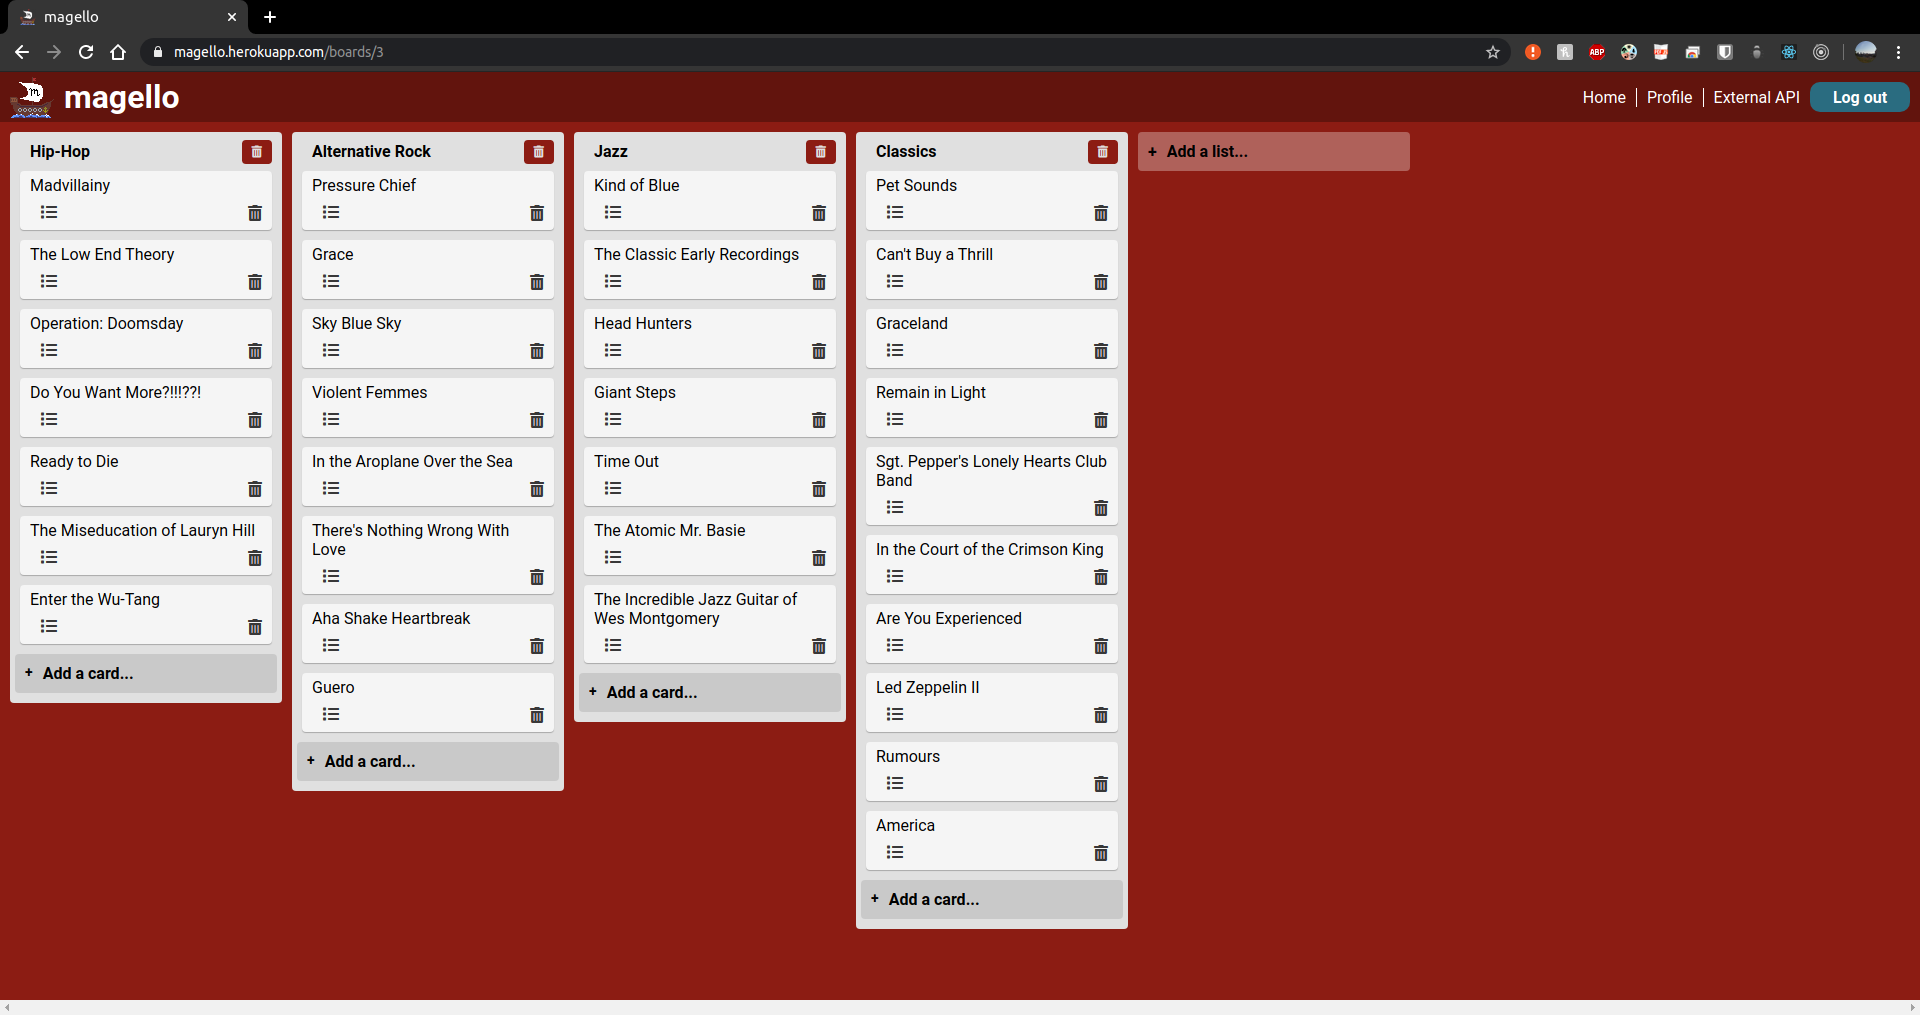 magello
magello.herokuapp.com/boards/3
ABP
m
magello
Home
Profile
External API
Log out
Hip-Hop
Madvillainy
The Low End Theory
Operation: Doomsday
Do You Want More?!!!??!
Ready to Die
The Miseducation of Lauryn Hill
Enter the Wu-Tang
+ Add a card...
Alternative Rock
Pressure Chief
Grace
Sky Blue Sky
Violent Femmes
In the Aroplane Over the Sea
There's Nothing Wrong With
Love
Aha Shake Heartbreak
Guero
+ Add a card...
Jazz
Kind of Blue
The Classic Early Recordings
Head Hunters
Giant Steps
Time Out
The Atomic Mr. Basie
The Incredible Jazz Guitar of
Wes Montgomery
+ Add a card...
Classics
Pet Sounds
Can't Buy a Thrill
Graceland
Remain in Light
Sgt. Pepper's Lonely Hearts Club
Band
In the Court of the Crimson King
Are You Experienced
Led Zeppelin II
Rumours
America
+ Add a card...
+ Add a list...